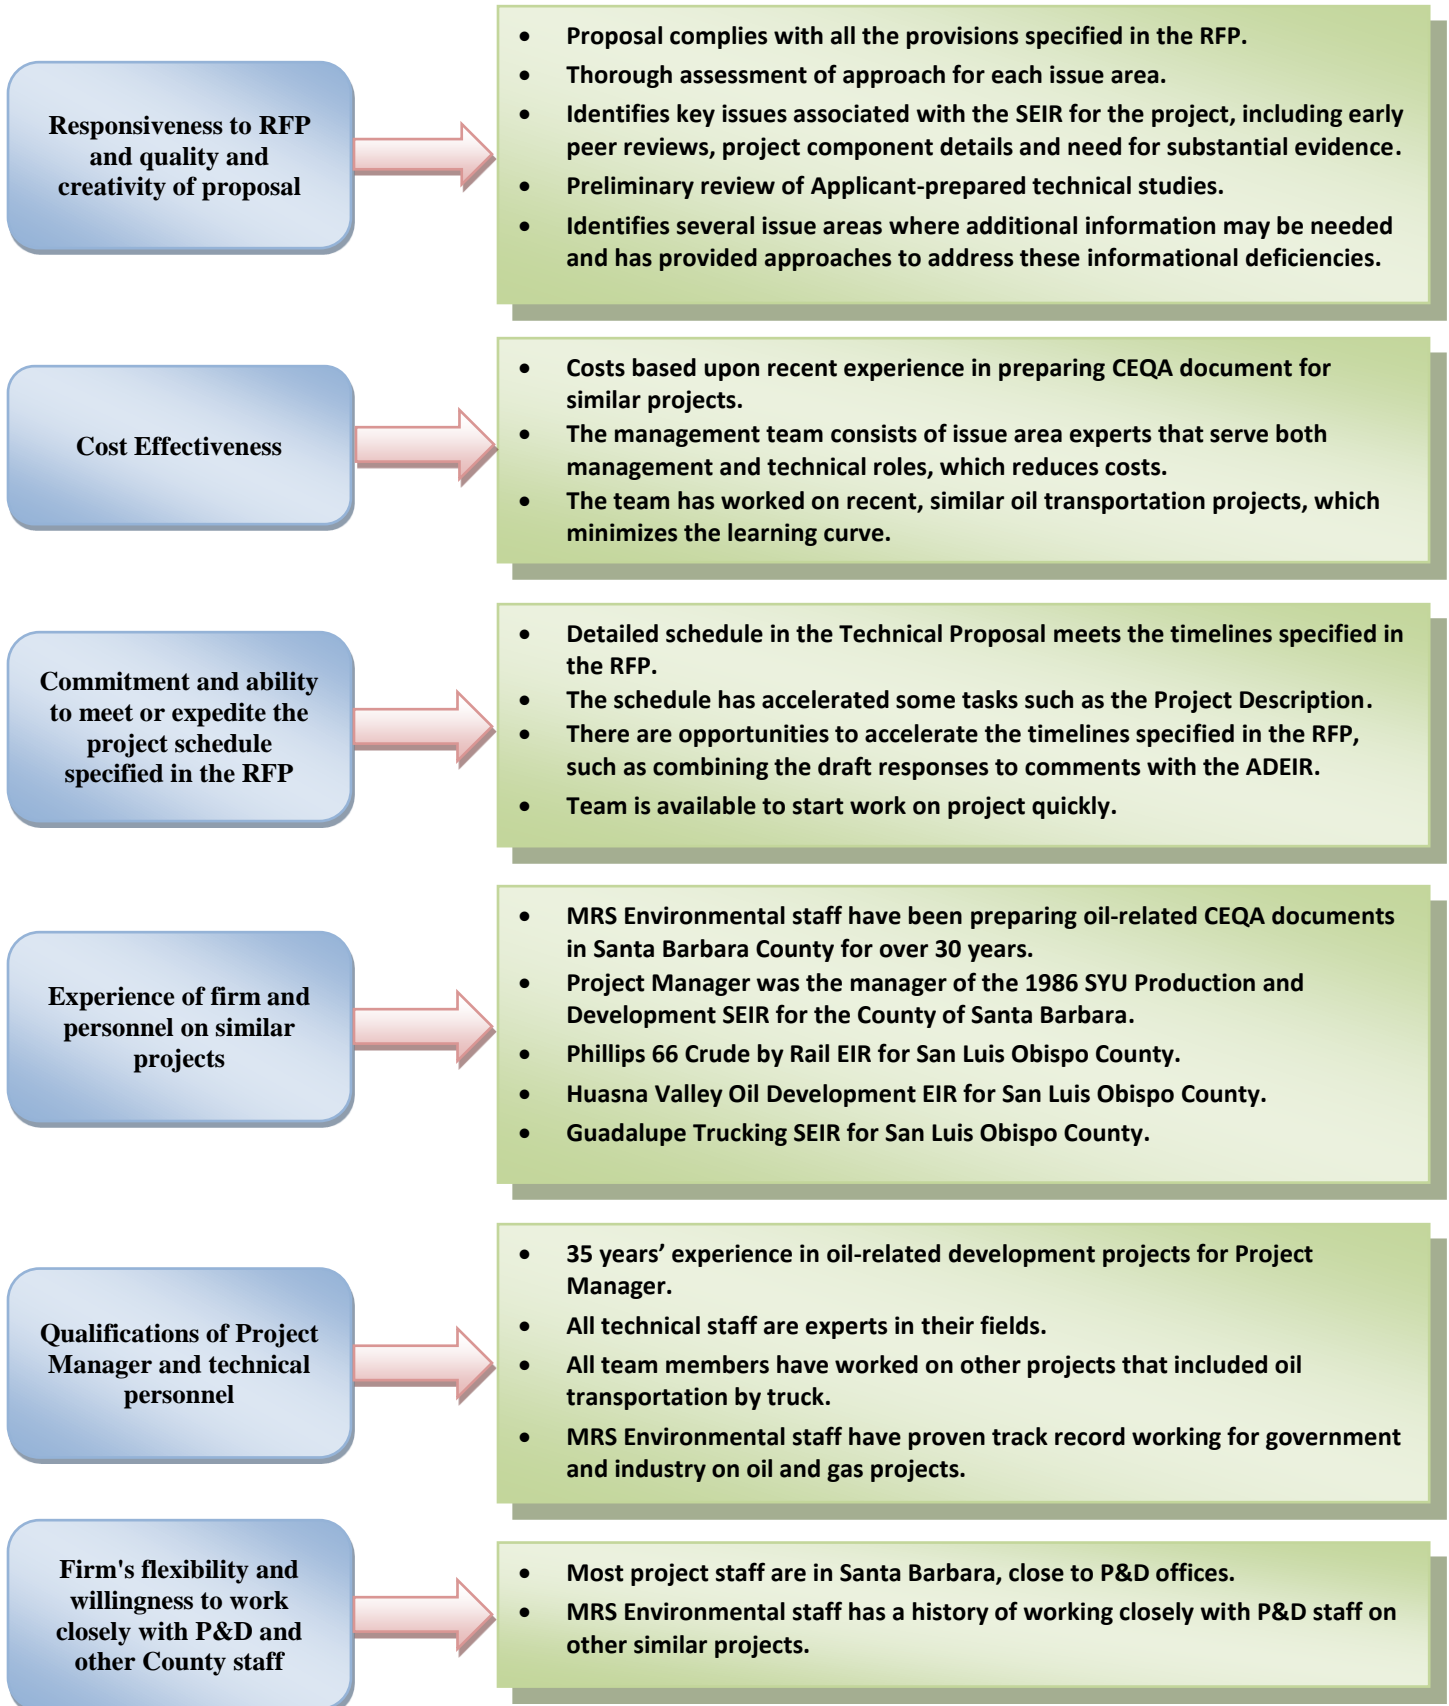 Responsiveness to RFP
and quality and
creativity of proposal
• Proposal complies with all the provisions specified in the RFP.
• Thorough assessment of approach for each issue area.
• Identifies key issues associated with the SEIR for the project, including early
peer reviews, project component details and need for substantial evidence.
• Preliminary review of Applicant-prepared technical studies.
• Identifies several issue areas where additional information may be needed
and has provided approaches to address these informational deficiencies.
Cost Effectiveness
• Costs based upon recent experience in preparing CEQA document for
similar projects.
• The management team consists of issue area experts that serve both
management and technical roles, which reduces costs.
• The team has worked on recent, similar oil transportation projects, which
minimizes the learning curve.
Commitment and ability
to meet or expedite the
project schedule
specified in the RFP
• Detailed schedule in the Technical Proposal meets the timelines specified in
the RFP.
• The schedule has accelerated some tasks such as the Project Description.
• There are opportunities to accelerate the timelines specified in the RFP,
such as combining the draft responses to comments with the ADEIR.
• Team is available to start work on project quickly.
Experience of firm and
personnel on similar
projects
• MRS Environmental staff have been preparing oil-related CEQA documents
in Santa Barbara County for over 30 years.
• Project Manager was the manager of the 1986 SYU Production and
Development SEIR for the County of Santa Barbara.
• Phillips 66 Crude by Rail EIR for San Luis Obispo County.
• Huasna Valley Oil Development EIR for San Luis Obispo County.
• Guadalupe Trucking SEIR for San Luis Obispo County.
Qualifications of Project
Manager and technical
personnel
• 35 years’ experience in oil-related development projects for Project
Manager.
• All technical staff are experts in their fields.
• All team members have worked on other projects that included oil
transportation by truck.
• MRS Environmental staff have proven track record working for government
and industry on oil and gas projects.
Firm's flexibility and
willingness to work
closely with P&D and
other County staff
• Most project staff are in Santa Barbara, close to P&D offices.
• MRS Environmental staff has a history of working closely with P&D staff on
other similar projects.